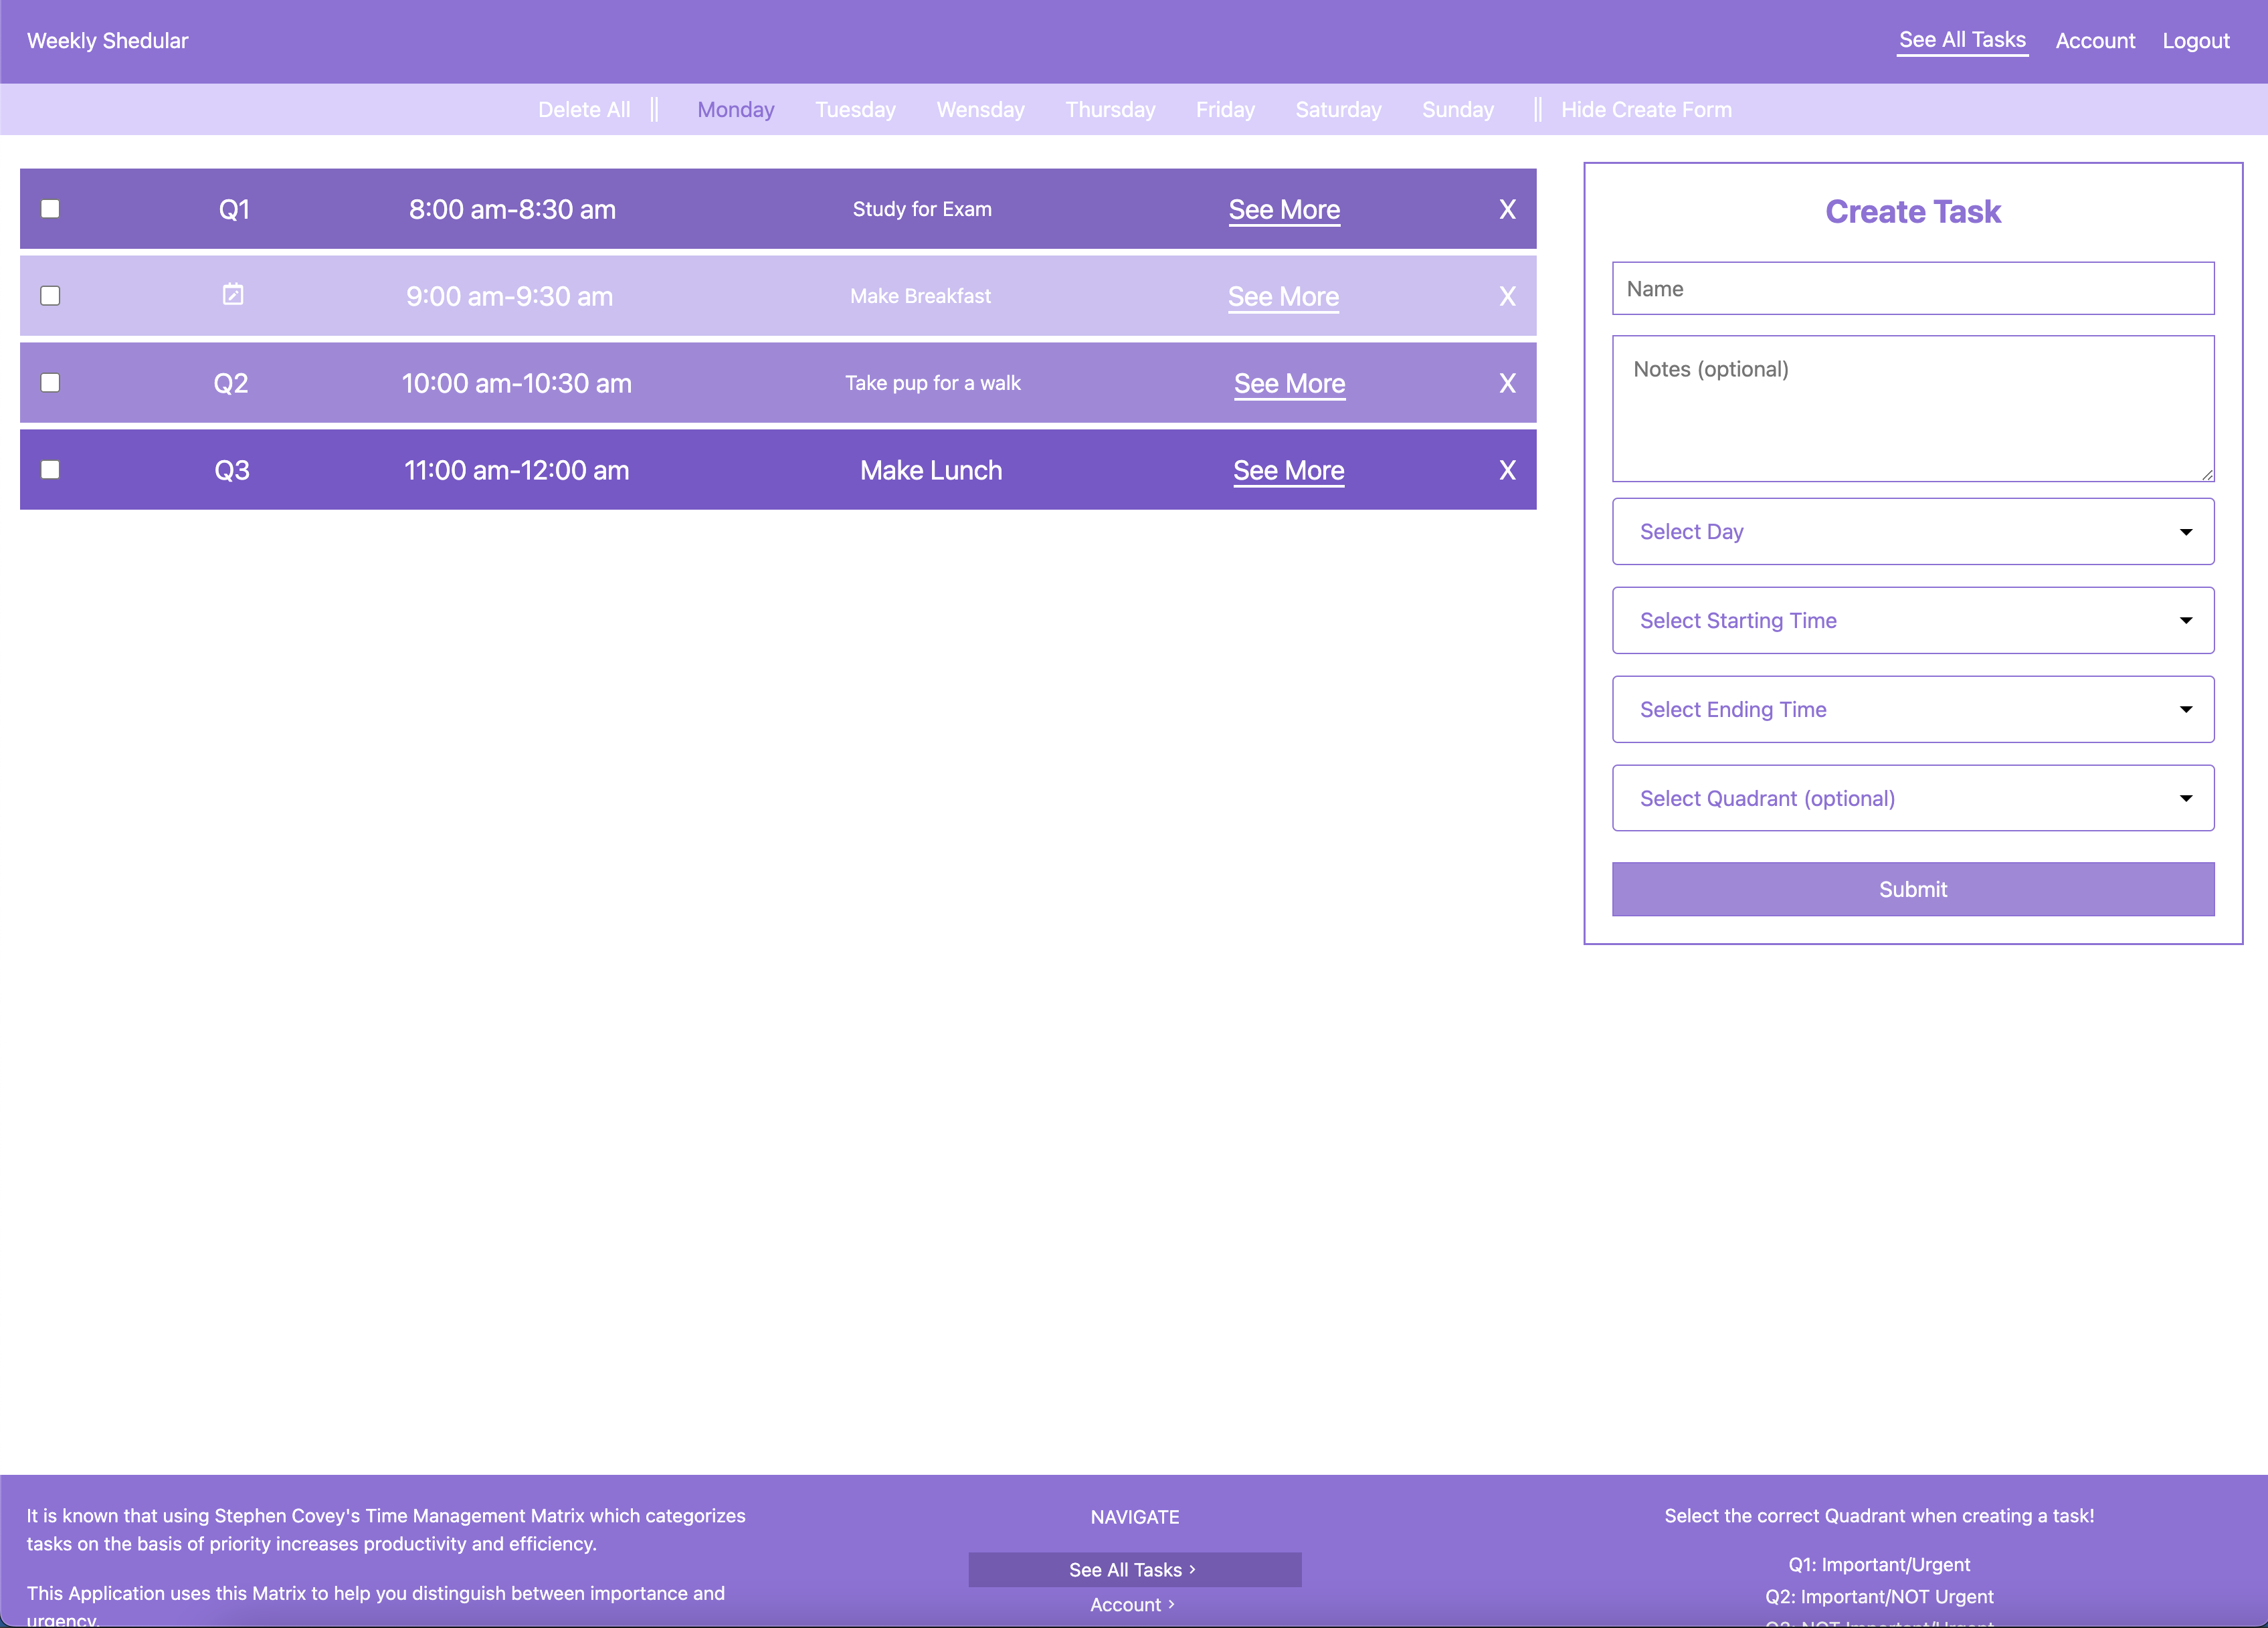 Weekly Shedular
See All Tasks Account Logout
Delete All || Monday Tuesday Wensday Thursday Friday Saturday Sunday || Hide Create Form
Q1 8:00 am-8:30 am Study for Exam See More X
9:00 am-9:30 am Make Breakfast See More X
Q2 10:00 am-10:30 am Take pup for a walk See More X
Q3 11:00 am-12:00 am Make Lunch See More X
Create Task
Name
Notes (optional)
Select Day
Select Starting Time
Select Ending Time
Select Quadrant (optional)
Submit
It is known that using Stephen Covey's Time Management Matrix which categorizes
tasks on the basis of priority increases productivity and efficiency.
This Application uses this Matrix to help you distinguish between importance and
urgency.
NAVIGATE
See All Tasks ›
Account ›
Select the correct Quadrant when creating a task!
Q1: Important/Urgent
Q2: Important/NOT Urgent
Q3: NOT Important/Urgent